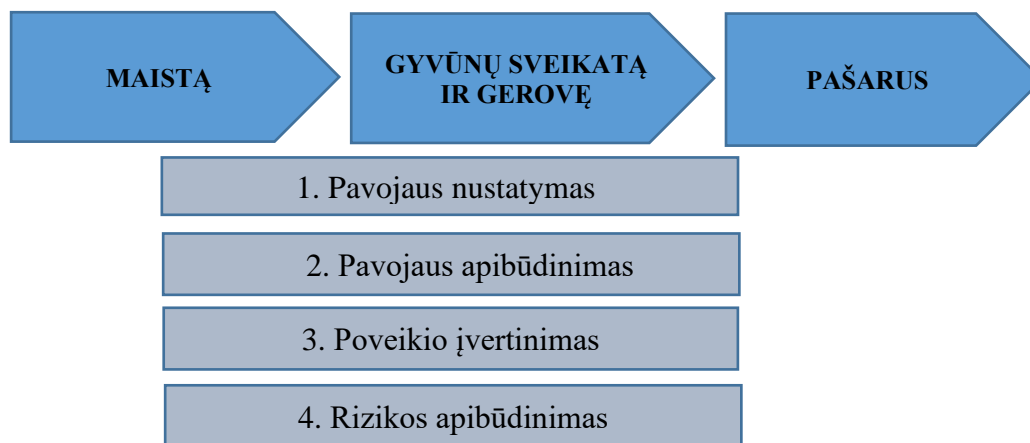 MAISTĄ
GYVŪNŲ SVEIKATĄ
IR GEROVĘ
PAŠARUS
1. Pavojaus nustatymas
2. Pavojaus apibūdinimas
3. Poveikio įvertinimas
4. Rizikos apibūdinimas